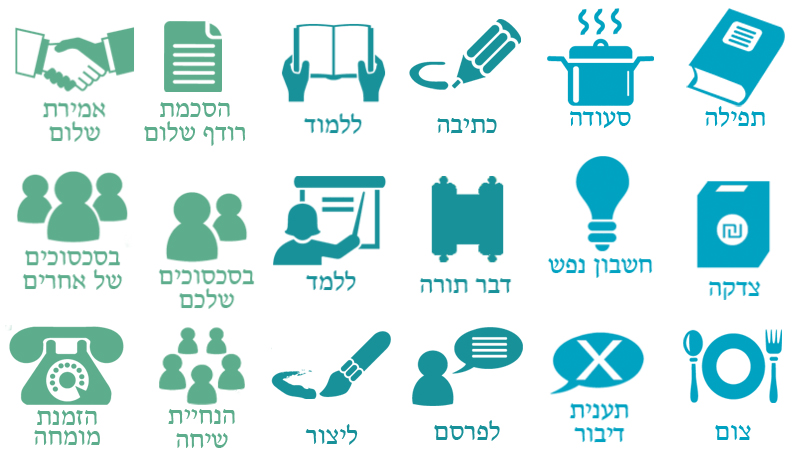 תפילה
סעודה
כתיבה
ללמוד
הסכמת
רודף שלום
אמירת
שלום
צדקה
₪
חשבון נפש
דבר תורה
ללמד
בסכסוכים
שלכם
בסכסוכים
של אחרים
צום
X
תענית
דיבור
לפרסם
ליצור
הנחיית
שיחה
הזמנת
מומחה